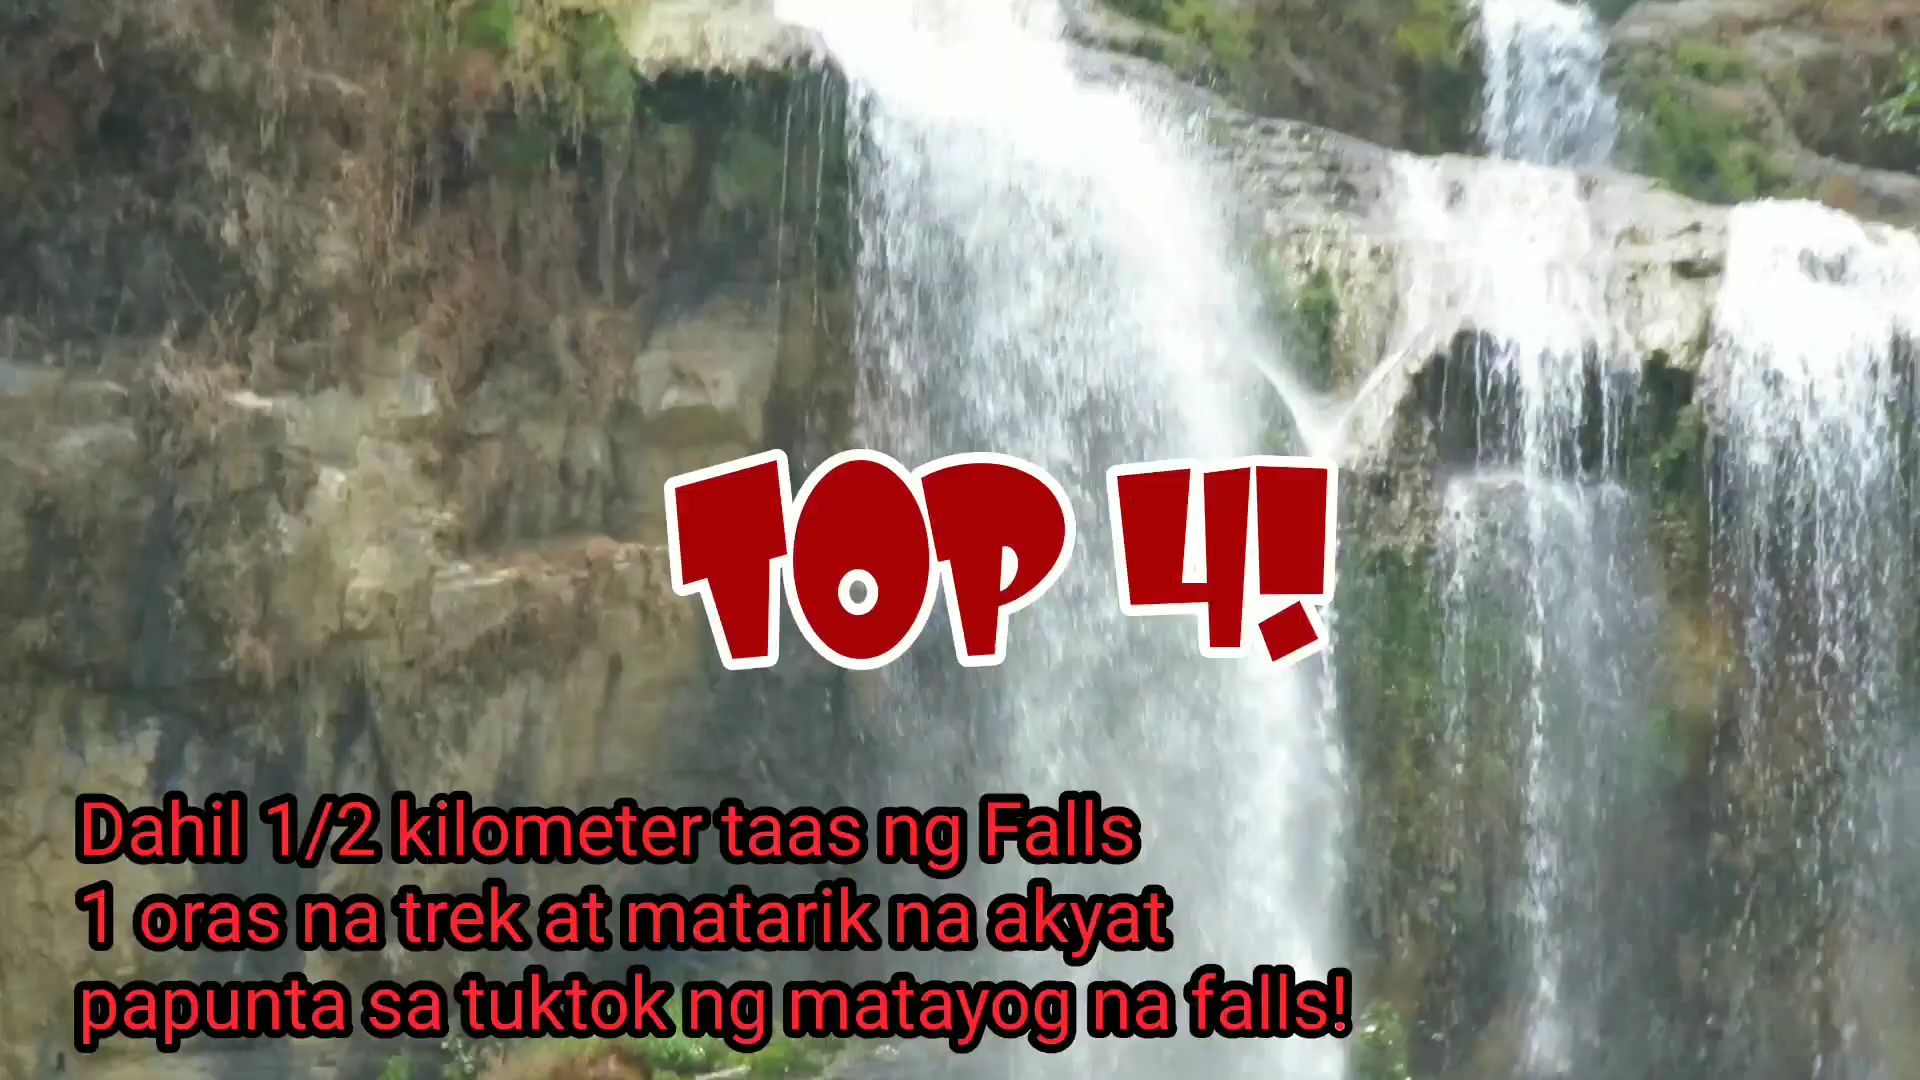 TOP 4!
Dahil 1/2 kilometer taas ng Falls
1 oras na trek at matarik na akyat
papunta sa tuktok ng matayog na falls!